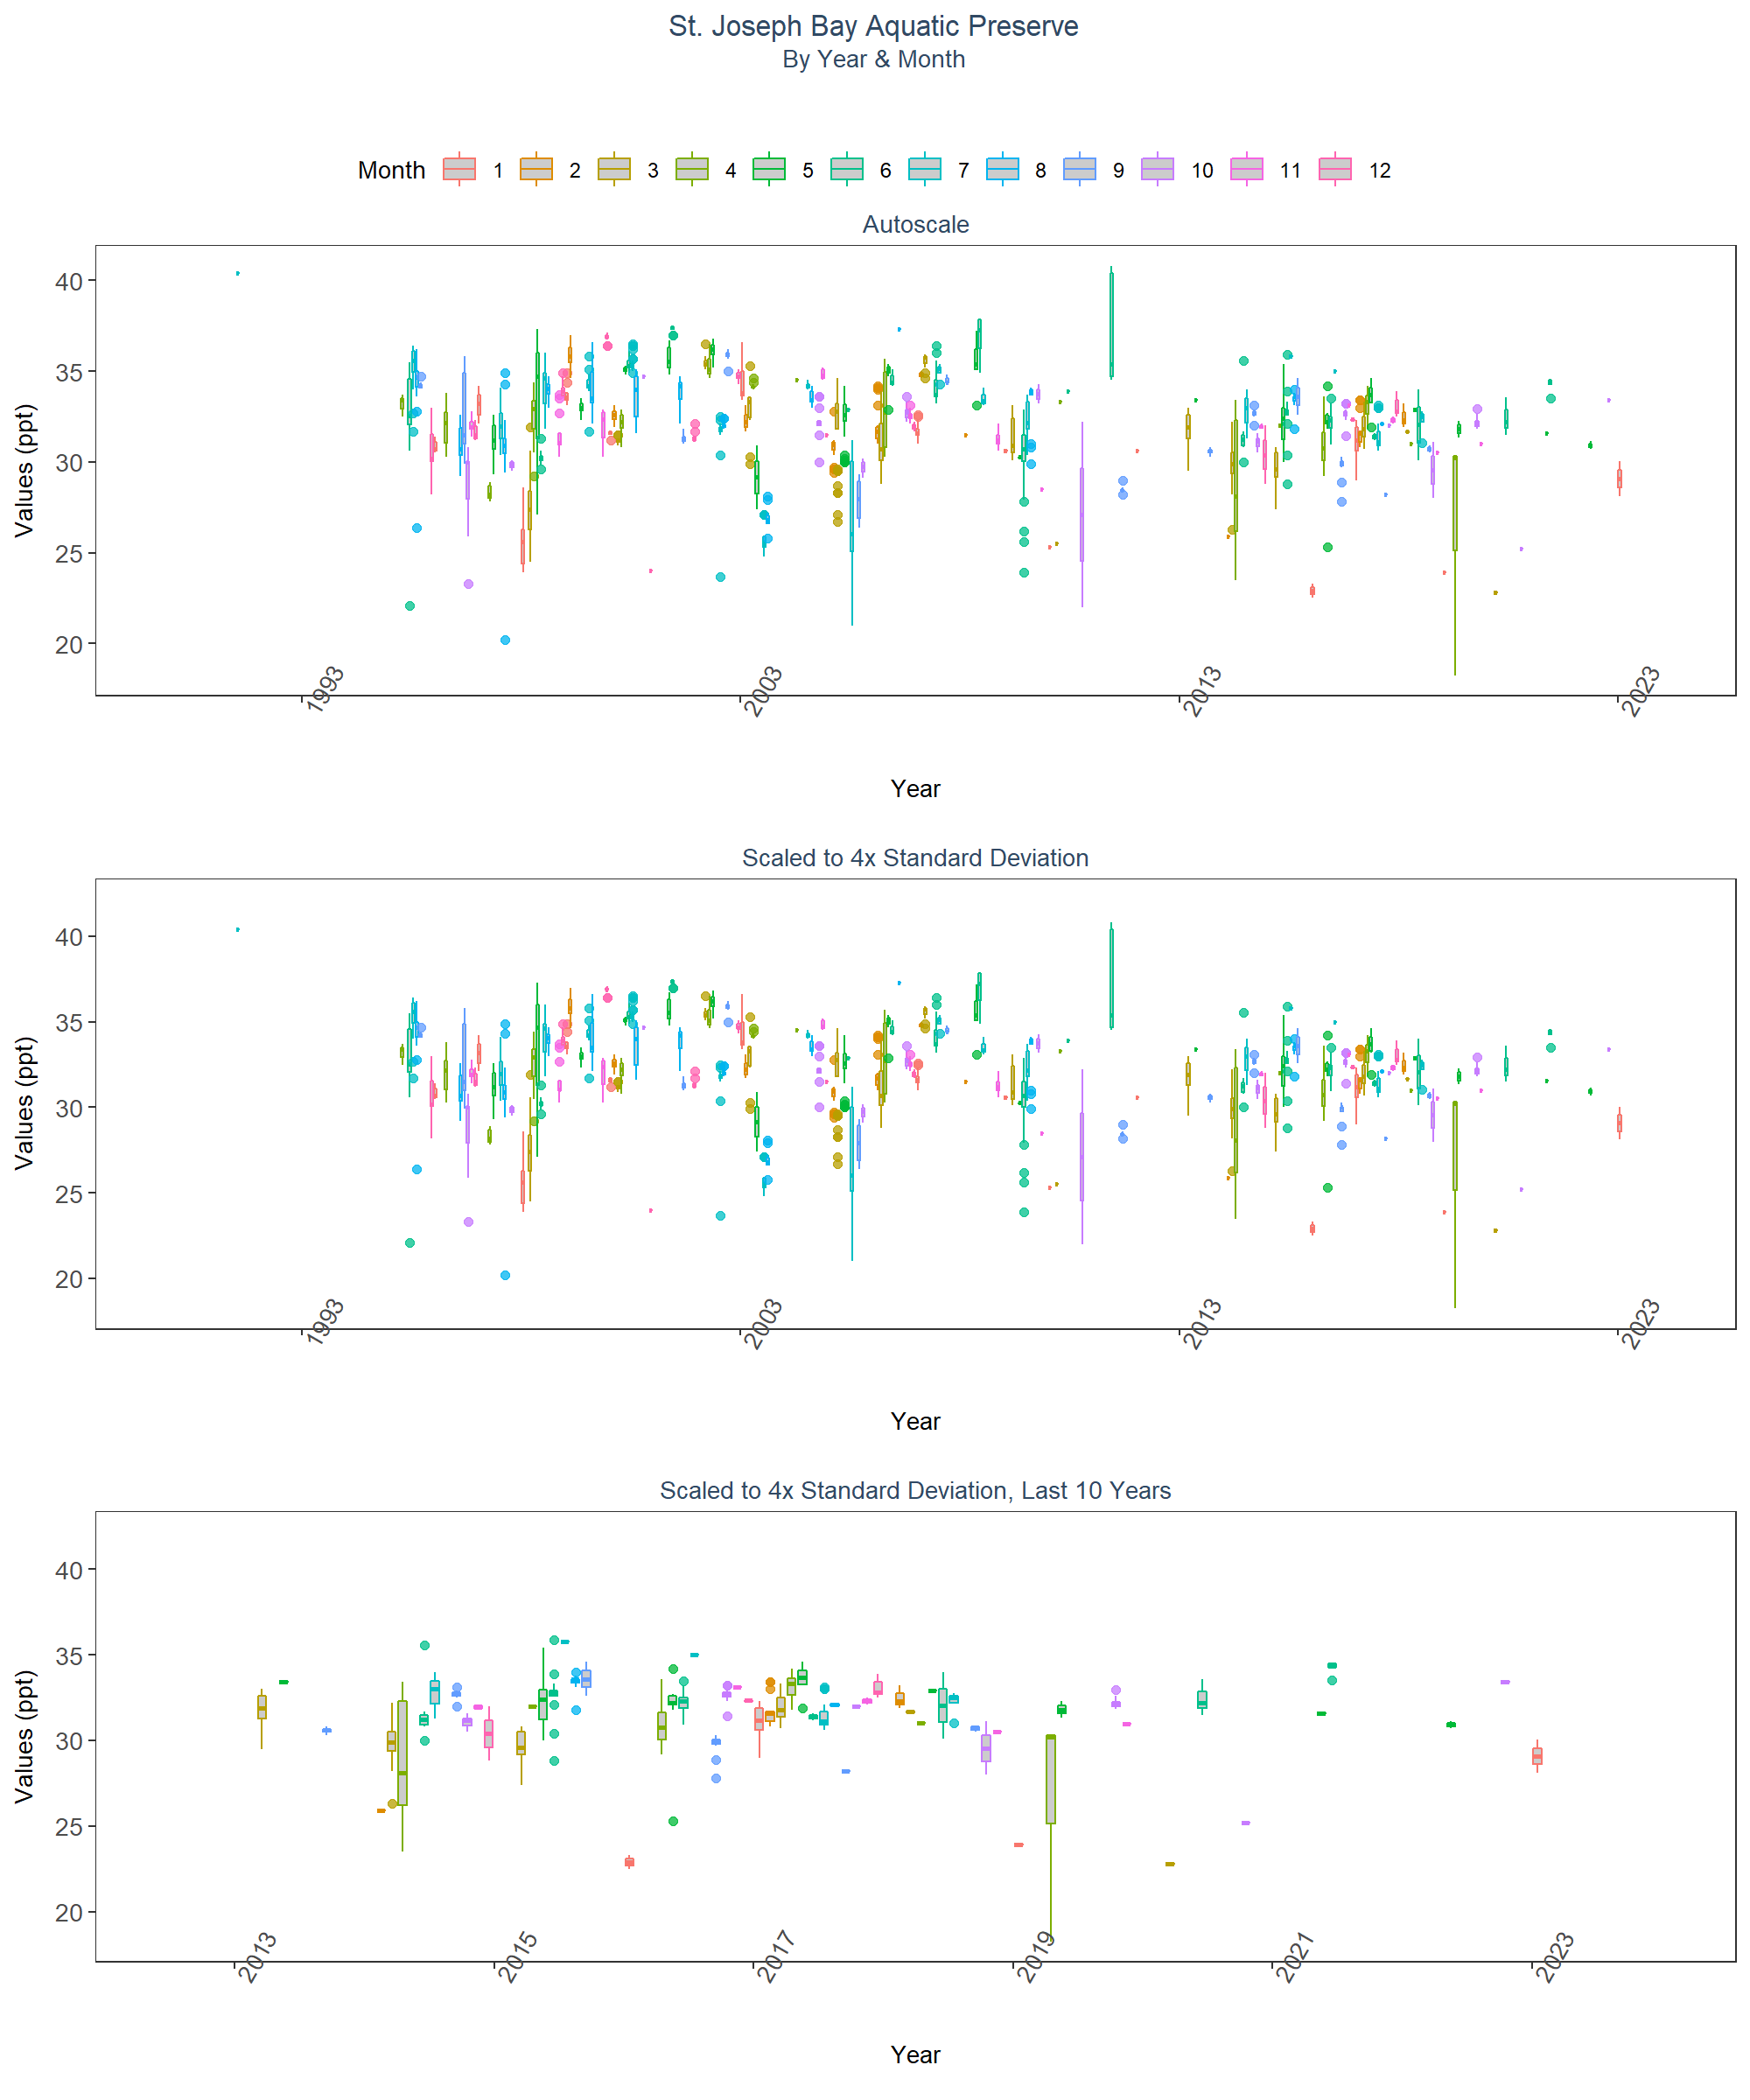 St. Joseph Bay Aquatic Preserve
By Year & Month
Month 1 2 3 4 5 6 7 8 9 10 11 12
Autoscale
Values (ppt)
40
35
30
25
20
1993 2003 2013 2023
Year
Scaled to 4x Standard Deviation
Values (ppt)
40
35
30
25
20
1993 2003 2013 2023
Year
Scaled to 4x Standard Deviation, Last 10 Years
Values (ppt)
40
35
30
25
20
2013 2015 2017 2019 2021 2023
Year